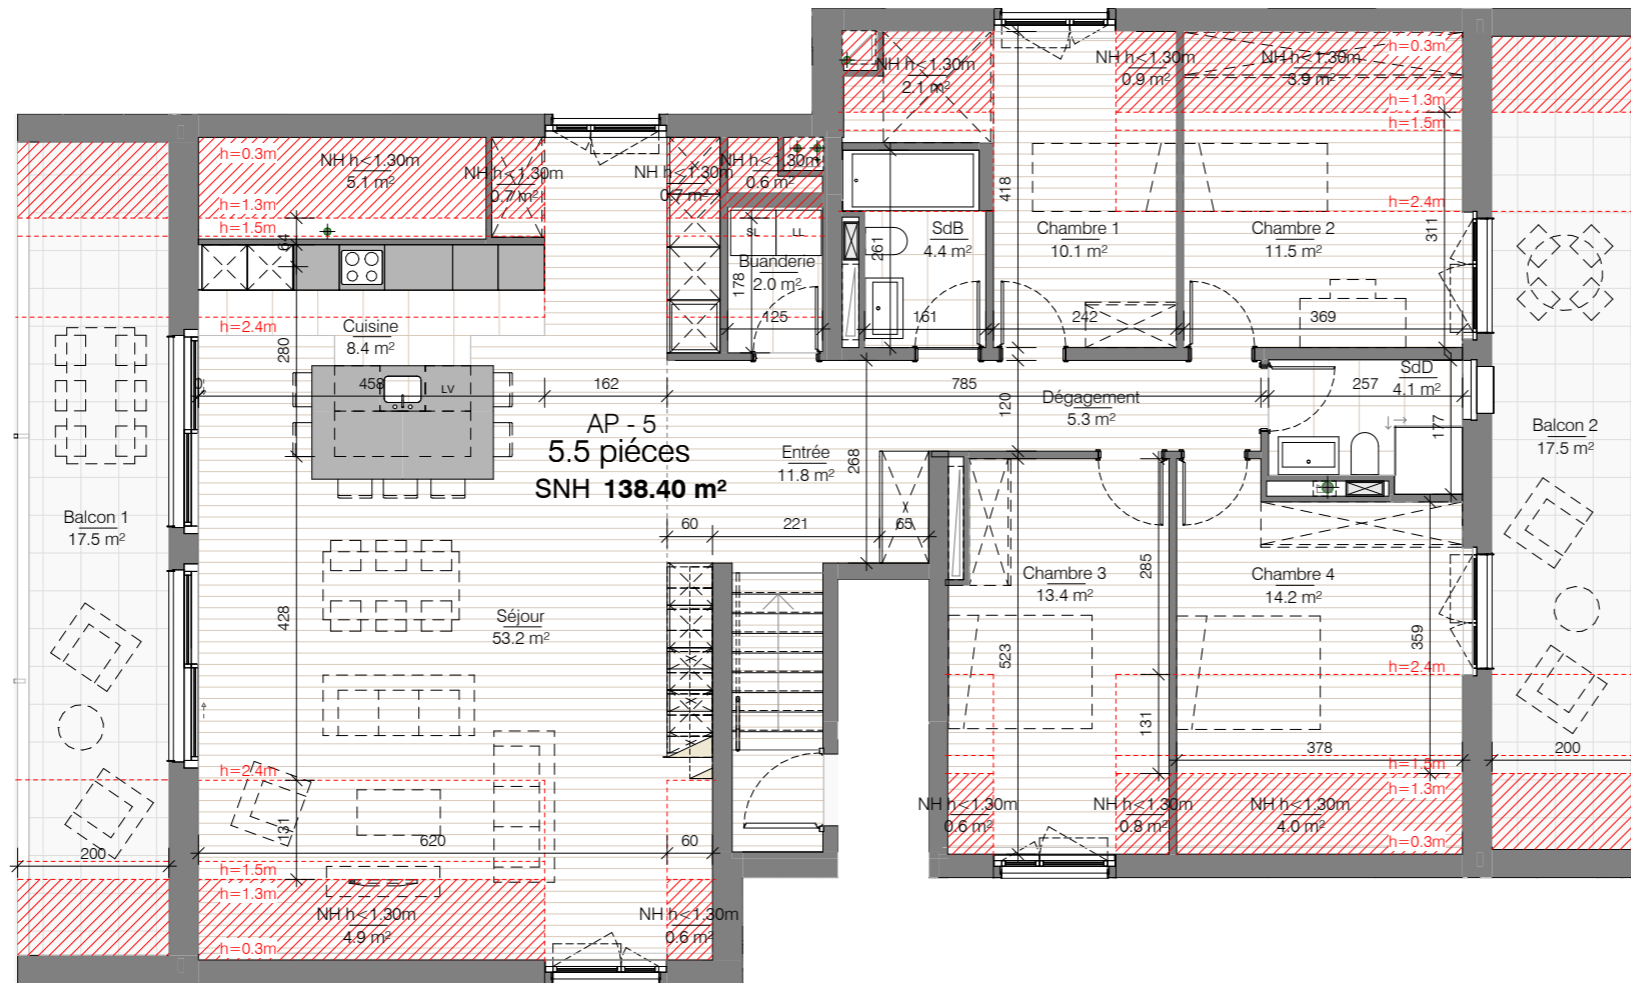 NH h<1.30m
2.1 m²
NH h<1.30m
0.9 m²
NH h<1.30m
3.9 m²
h=0.3m
h=1.3m
h=1.5m
h=2.4m
h=0.3m
NH h<1.30m
5.1 m²
h=1.3m
h=1.5m
h=2.4m
NH h<1.30m
0.7 m²
NH h<1.30m
0.7 m²
NH h<1.30m
0.6 m²
64
280
SL
LL
Buanderie
2.0 m²
178
125
SdB
4.4 m²
261
161
418
Chambre 1
10.1 m²
242
Chambre 2
11.5 m²
311
369
Cuisine
8.4 m²
458
LV
162
785
120
Dégagement
5.3 m²
257
SdD
4.1 m²
177
AP - 5
5.5 piéces
SNH 138.40 m²
Entrée
11.8 m²
268
60
221
65
Balcon 1
17.5 m²
Balcon 2
17.5 m²
428
Séjour
53.2 m²
Chambre 3
13.4 m²
285
523
131
Chambre 4
14.2 m²
359
h=2.4m
378
200
h=1.5m
h=1.3m
h=0.3m
NH h<1.30m
0.6 m²
NH h<1.30m
0.8 m²
NH h<1.30m
4.0 m²
h=2.4m
131
620
60
200
h=1.5m
h=1.3m
h=0.3m
NH h<1.30m
4.9 m²
NH h<1.30m
0.6 m²